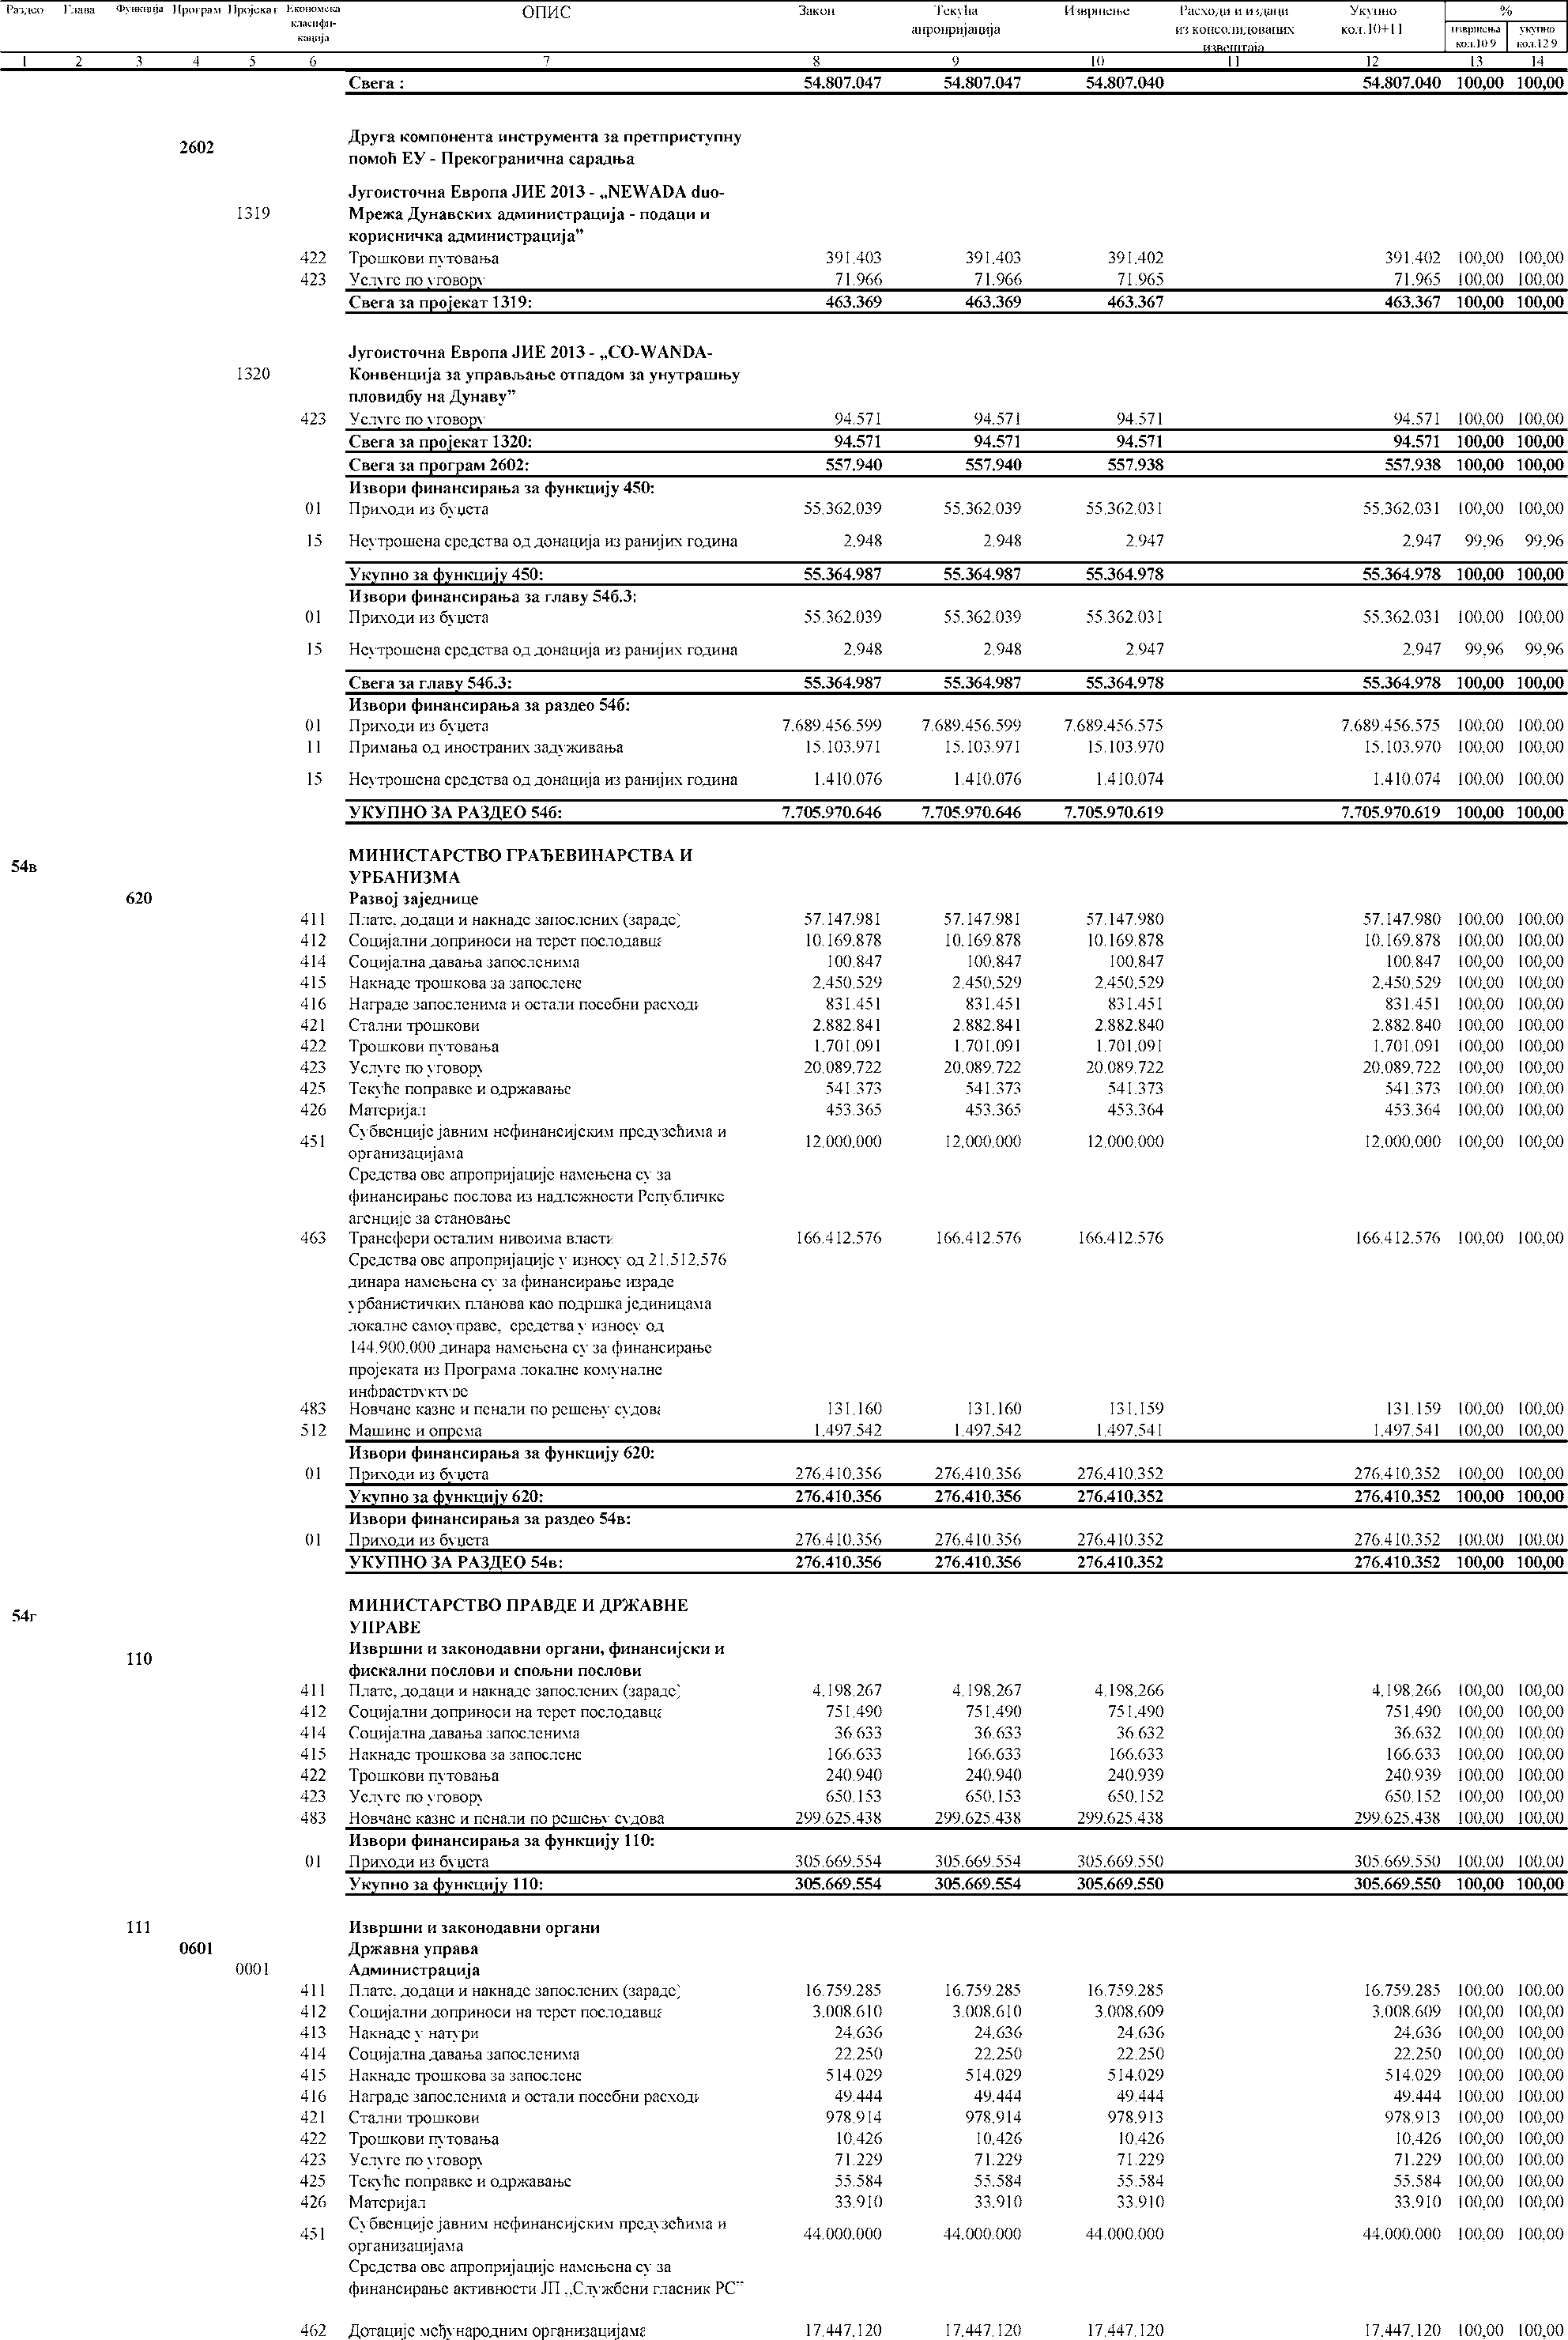 Раздео Глава Функција Програм Пројекат Економска класифи- кација ОПИС Закон Текућа апропријација Извршење Расходи и издаци из консолидованих извештаја Укупно кол.10+11 % извршења кол.10/9 укупно кол.12/9
1 2 3 4 5 6 7 8 9 10 11 12 13 14
Свега : 54.807.047 54.807.047 54.807.040 54.807.040 100,00 100,00
Друга компонента инструмента за претприступну
2602 помоћ ЕУ - Прекогранична сарадња
Југоисточна Европа ЈИЕ 2013 - „NEWADA duo-
1319 Мрежа Дунавских администрација - подаци и
корисничка администрација”
422 Трошкови путовања 391.403 391.403 391.402 391.402 100,00 100,00
423 Услуге по уговору 71.966 71.966 71.965 71.965 100,00 100,00
Свега за пројекат 1319: 463.369 463.369 463.367 463.367 100,00 100,00
Југоисточна Европа ЈИЕ 2013 - „CO-WANDA-
1320 Конвенција за управљање отпадом за унутрашњу
пловидбу на Дунаву”
423 Услуге по уговору 94.571 94.571 94.571 94.571 100,00 100,00
Свега за пројекат 1320: 94.571 94.571 94.571 94.571 100,00 100,00
Свега за програм 2602: 557.940 557.940 557.938 557.938 100,00 100,00
Извори финансирања за функцију 450:
01 Приходи из буџета 55.362.039 55.362.039 55.362.031 55.362.031 100,00 100,00
15 Неутрошена средства од донација из ранијих година 2.948 2.948 2.947 2.947 99,96 99,96
Укупно за функцију 450: 55.364.987 55.364.987 55.364.978 55.364.978 100,00 100,00
Извори финансирања за главу 54б.3:
01 Приходи из буџета 55.362.039 55.362.039 55.362.031 55.362.031 100,00 100,00
15 Неутрошена средства од донација из ранијих година 2.948 2.948 2.947 2.947 99,96 99,96
Свега за главу 54б.3: 55.364.987 55.364.987 55.364.978 55.364.978 100,00 100,00
Извори финансирања за раздео 54б:
01 Приходи из буџета 7.689.456.599 7.689.456.599 7.689.456.575 7.689.456.575 100,00 100,00
11 Примања од иностраних задуживања 15.103.971 15.103.971 15.103.970 15.103.970 100,00 100,00
15 Неутрошена средства од донација из ранијих година 1.410.076 1.410.076 1.410.074 1.410.074 100,00 100,00
УКУПНО ЗА РАЗДЕО 54б: 7.705.970.646 7.705.970.646 7.705.970.619 7.705.970.619 100,00 100,00
54в МИНИСТАРСТВО ГРАЂЕВИНАРСТВА И
УРБАНИЗМА
620 Развој заједнице
411 Плате, додаци и накнаде запослених (зараде) 57.147.981 57.147.981 57.147.980 57.147.980 100,00 100,00
412 Социјални доприноси на терет послодавца 10.169.878 10.169.878 10.169.878 10.169.878 100,00 100,00
414 Социјална давања запосленима 100.847 100.847 100.847 100.847 100,00 100,00
415 Накнаде трошкова за запослене 2.450.529 2.450.529 2.450.529 2.450.529 100,00 100,00
416 Награде запосленима и остали посебни расходи 831.451 831.451 831.451 831.451 100,00 100,00
421 Стални трошкови 2.882.841 2.882.841 2.882.840 2.882.840 100,00 100,00
422 Трошкови путовања 1.701.091 1.701.091 1.701.091 1.701.091 100,00 100,00
423 Услуге по уговору 20.089.722 20.089.722 20.089.722 20.089.722 100,00 100,00
425 Текуће поправке и одржавање 541.373 541.373 541.373 541.373 100,00 100,00
426 Материјал 453.365 453.365 453.364 453.364 100,00 100,00
451 Субвенције јавним нефинансијским предузећима и
организацијама 12.000.000 12.000.000 12.000.000 12.000.000 100,00 100,00
Средства ове апропријације намењена су за
финансирање послова из надлежности Републичке
агенције за становање
463 Трансфери осталим нивоима власти 166.412.576 166.412.576 166.412.576 166.412.576 100,00 100,00
Средства ове апропријације у износу од 21.512.576
динара намењена су за финансирање израде
урбанистичких планова као подршка јединицама
локалне самоуправе, средства у износу од
144.900.000 динара намењена су за финансирање
пројеката из Програма локалне комуналне
инфраструктуре
483 Новчане казне и пенали по решењу судова 131.160 131.160 131.159 131.159 100,00 100,00
512 Машине и опрема 1.497.542 1.497.542 1.497.541 1.497.541 100,00 100,00
Извори финансирања за функцију 620:
01 Приходи из буџета 276.410.356 276.410.356 276.410.352 276.410.352 100,00 100,00
Укупно за функцију 620: 276.410.356 276.410.356 276.410.352 276.410.352 100,00 100,00
Извори финансирања за раздео 54в:
01 Приходи из буџета 276.410.356 276.410.356 276.410.352 276.410.352 100,00 100,00
УКУПНО ЗА РАЗДЕО 54в: 276.410.356 276.410.356 276.410.352 276.410.352 100,00 100,00
54г МИНИСТАРСТВО ПРАВДЕ И ДРЖАВНЕ
УПРАВЕ
110 Извршни и законодавни органи, финансијски и
фискални послови и спољни послови
411 Плате, додаци и накнаде запослених (зараде) 4.198.267 4.198.267 4.198.266 4.198.266 100,00 100,00
412 Социјални доприноси на терет послодавца 751.490 751.490 751.490 751.490 100,00 100,00
414 Социјална давања запосленима 36.633 36.633 36.632 36.632 100,00 100,00
415 Накнаде трошкова за запослене 166.633 166.633 166.633 166.633 100,00 100,00
422 Трошкови путовања 240.940 240.940 240.939 240.939 100,00 100,00
423 Услуге по уговору 650.153 650.153 650.152 650.152 100,00 100,00
483 Новчане казне и пенали по решењу судова 299.625.438 299.625.438 299.625.438 299.625.438 100,00 100,00
Извори финансирања за функцију 110:
01 Приходи из буџета 305.669.554 305.669.554 305.669.550 305.669.550 100,00 100,00
Укупно за функцију 110: 305.669.554 305.669.554 305.669.550 305.669.550 100,00 100,00
111 Извршни и законодавни органи
0601 Државна управа
0001 Администрација
411 Плате, додаци и накнаде запослених (зараде) 16.759.285 16.759.285 16.759.285 16.759.285 100,00 100,00
412 Социјални доприноси на терет послодавца 3.008.610 3.008.610 3.008.609 3.008.609 100,00 100,00
413 Накнаде у натури 24.636 24.636 24.636 24.636 100,00 100,00
414 Социјална давања запосленима 22.250 22.250 22.250 22.250 100,00 100,00
415 Накнаде трошкова за запослене 514.029 514.029 514.029 514.029 100,00 100,00
416 Награде запосленима и остали посебни расходи 49.444 49.444 49.444 49.444 100,00 100,00
421 Стални трошкови 978.914 978.914 978.913 978.913 100,00 100,00
422 Трошкови путовања 10.426 10.426 10.426 10.426 100,00 100,00
423 Услуге по уговору 71.229 71.229 71.229 71.229 100,00 100,00
425 Текуће поправке и одржавање 55.584 55.584 55.584 55.584 100,00 100,00
426 Материјал 33.910 33.910 33.910 33.910 100,00 100,00
451 Субвенције јавним нефинансијским предузећима и
организацијама 44.000.000 44.000.000 44.000.000 44.000.000 100,00 100,00
Средства ове апропријације намењена су за
финансирање активности ЈП „Службени гласник РС”
462 Дотације међународним организацијама 17.447.120 17.447.120 17.447.120 17.447.120 100,00 100,00